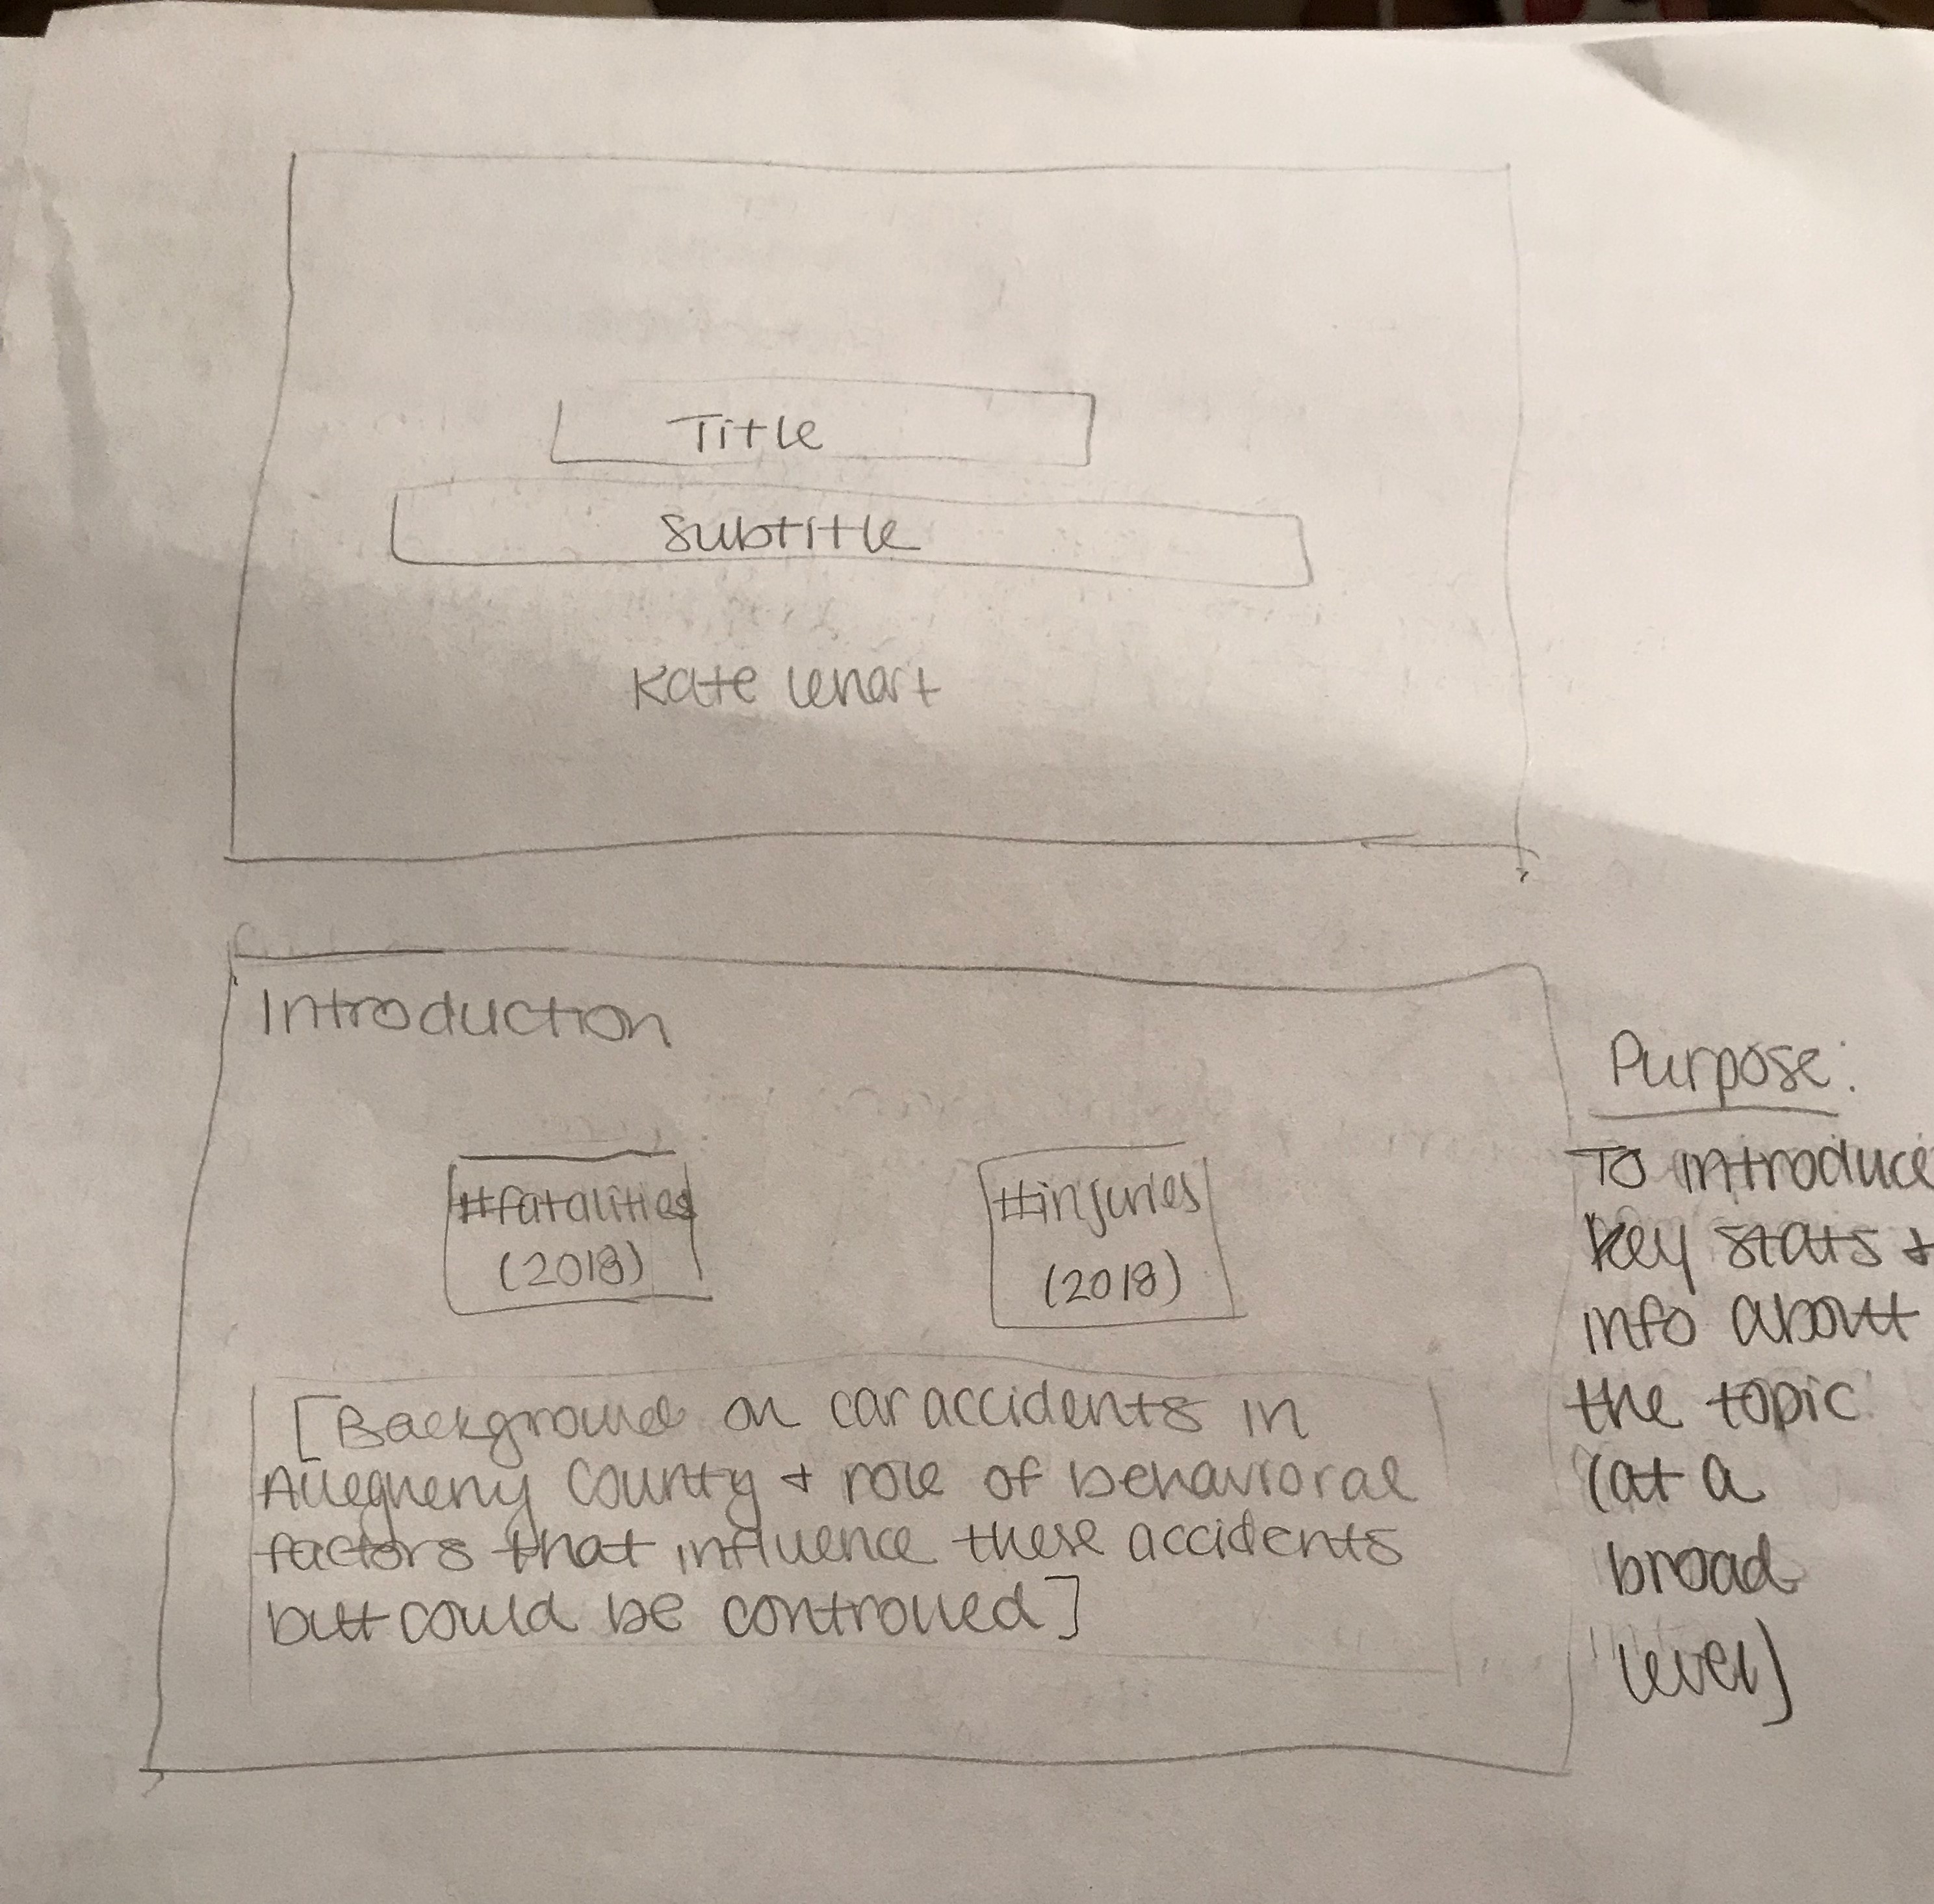 Title
Subtitle
Kate Lenart
Introduction
#fatalities
(2018)
#injuries
(2018)
[Background on car accidents in
Allegheny County + role of behavioral
factors that influence these accidents
but could be controlled]
Purpose:
To introduce
key stats +
info about
the topic
(at a
broad
level)